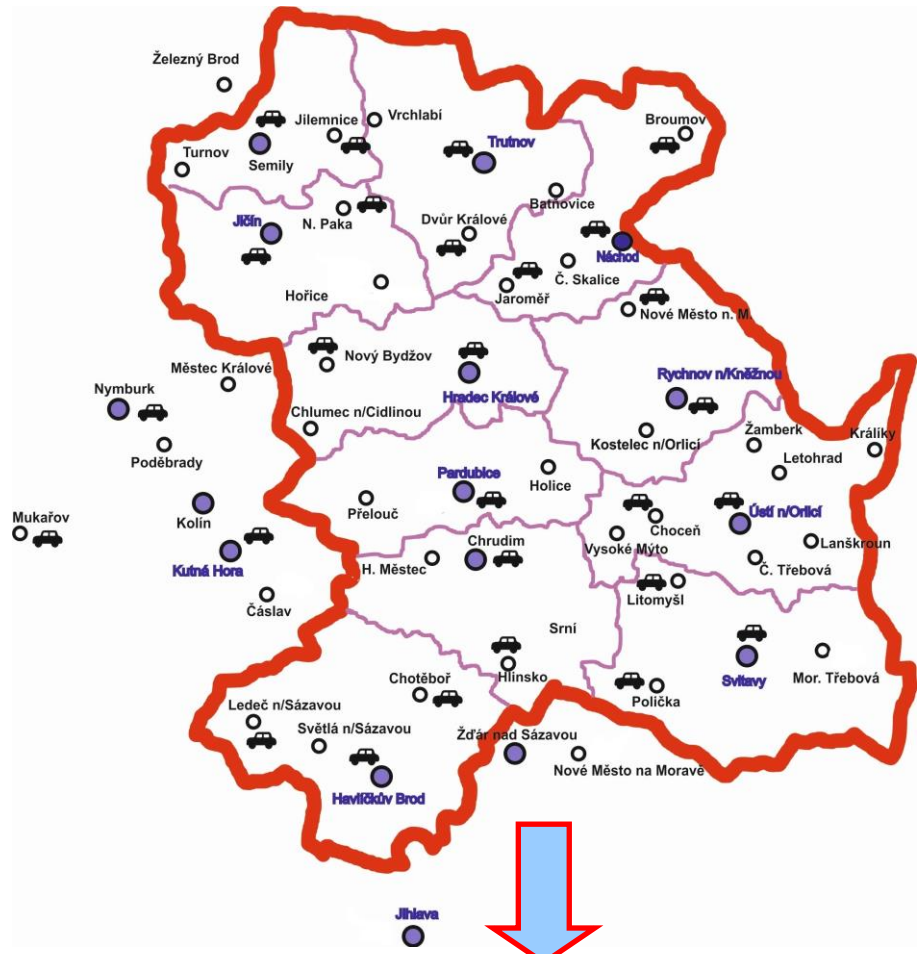 Železný Brod
Jilemnice
Vrchlabí
Broumov
Trutnov
Turnov
Semily
Batňovice
N. Paka
Jičín
Dvůr Králové
Náchod
Č. Skalice
Hořice
Jaroměř
Nové Město n. M.
Nový Bydžov
Městec Králové
Rychnov n/Kněžnou
Nymburk
Hradec Králové
Chlumec n/Cidlinou
Žamberk
Králíky
Kostelec n/Orlicí
Poděbrady
Letohrad
Pardubice
Holice
Přelouč
Ústí n/Orlicí
Mukařov
Kolín
Choceň
Chrudim
Vysoké Mýto
Lanškroun
H. Městec
Č. Třebová
Kutná Hora
Litomyšl
Čáslav
Srní
Hlinsko
Svitavy
Mor. Třebová
Chotěboř
Polička
Ledeč n/Sázavou
Světlá n/Sázavou
Žďár nad Sázavou
Nové Město na Moravě
Havlíčkův Brod
Jihlava